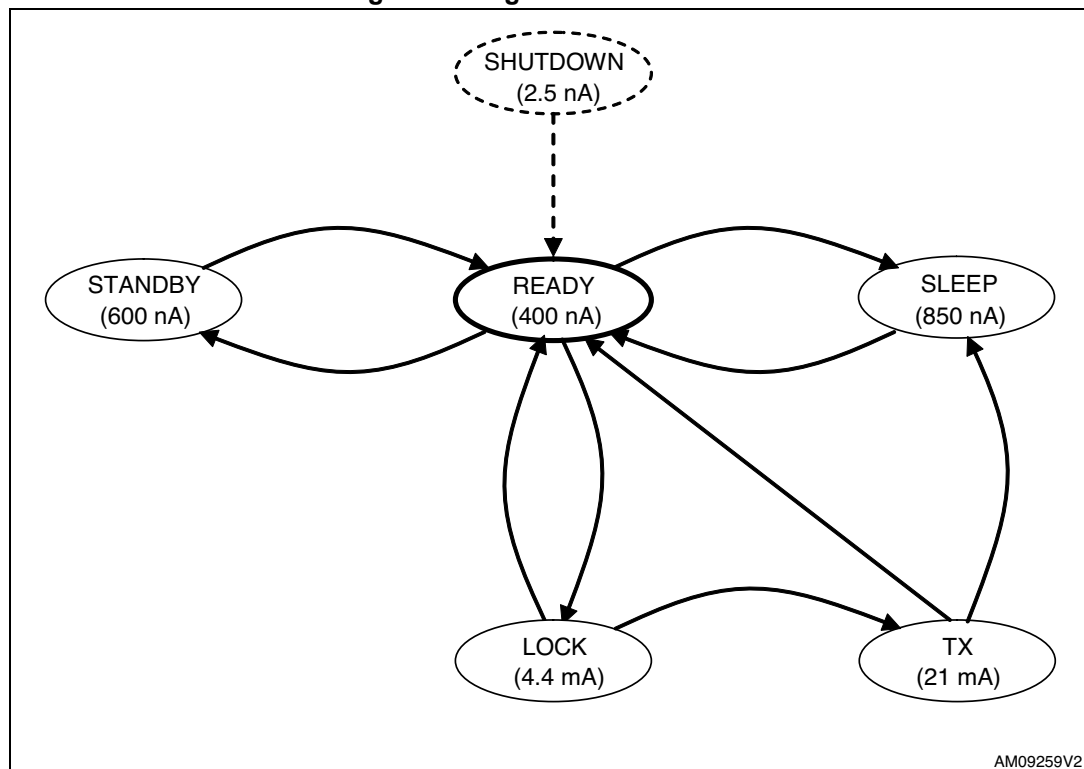 SHUTDOWN
(2.5 nA)
STANDBY
(600 nA)
READY
(400 nA)
SLEEP
(850 nA)
LOCK
(4.4 mA)
TX
(21 mA)
AM09259V2